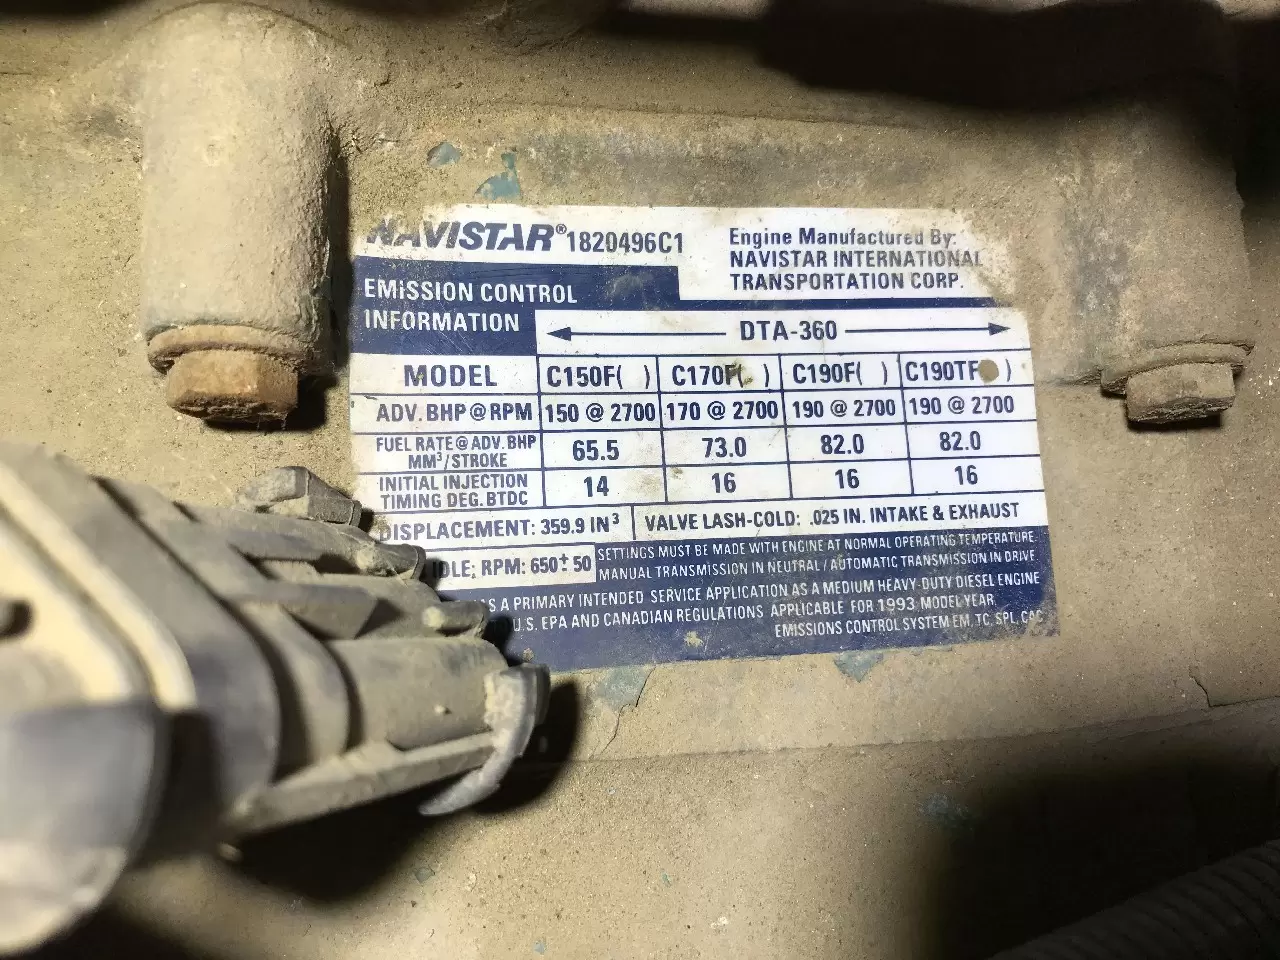 NAVISTAR® 1820496C1
Engine Manufactured By:
NAVISTAR INTERNATIONAL
TRANSPORTATION CORP.
EMISSION CONTROL
INFORMATION
DTA-360
MODEL C150F( ) C170F( ) C190F( ) C190TF( )
ADV. BHP @ RPM 150 @ 2700 170 @ 2700 190 @ 2700 190 @ 2700
FUEL RATE @ ADV. BHP
MM³/STROKE 65.5 73.0 82.0 82.0
INITIAL INJECTION
TIMING DEG. BTDC 14 16 16 16
DISPLACEMENT: 359.9 IN³ VALVE LASH-COLD: .025 IN. INTAKE & EXHAUST
IDLE; RPM: 650±50
SETTINGS MUST BE MADE WITH ENGINE AT NORMAL OPERATING TEMPERATURE
MANUAL TRANSMISSION IN NEUTRAL / AUTOMATIC TRANSMISSION IN DRIVE
A PRIMARY INTENDED SERVICE APPLICATION AS A MEDIUM HEAVY-DUTY DIESEL ENGINE
U.S. EPA AND CANADIAN REGULATIONS APPLICABLE FOR 1993 MODEL YEAR
EMISSIONS CONTROL SYSTEM EM, TC, SPL, CAC